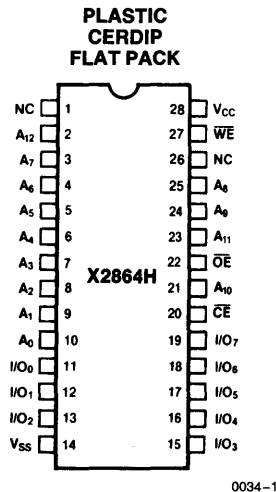 PLASTIC
CERDIP
FLAT PACK
NC 1 28 VCC
A12 2 27 WE
A7 3 26 NC
A6 4 25 A8
A5 5 24 A9
A4 6 23 A11
A3 7 22 OE
X2864H
A2 8 21 A10
A1 9 20 CE
A0 10 19 I/O7
I/O0 11 18 I/O6
I/O1 12 17 I/O5
I/O2 13 16 I/O4
VSS 14 15 I/O3
0034–1